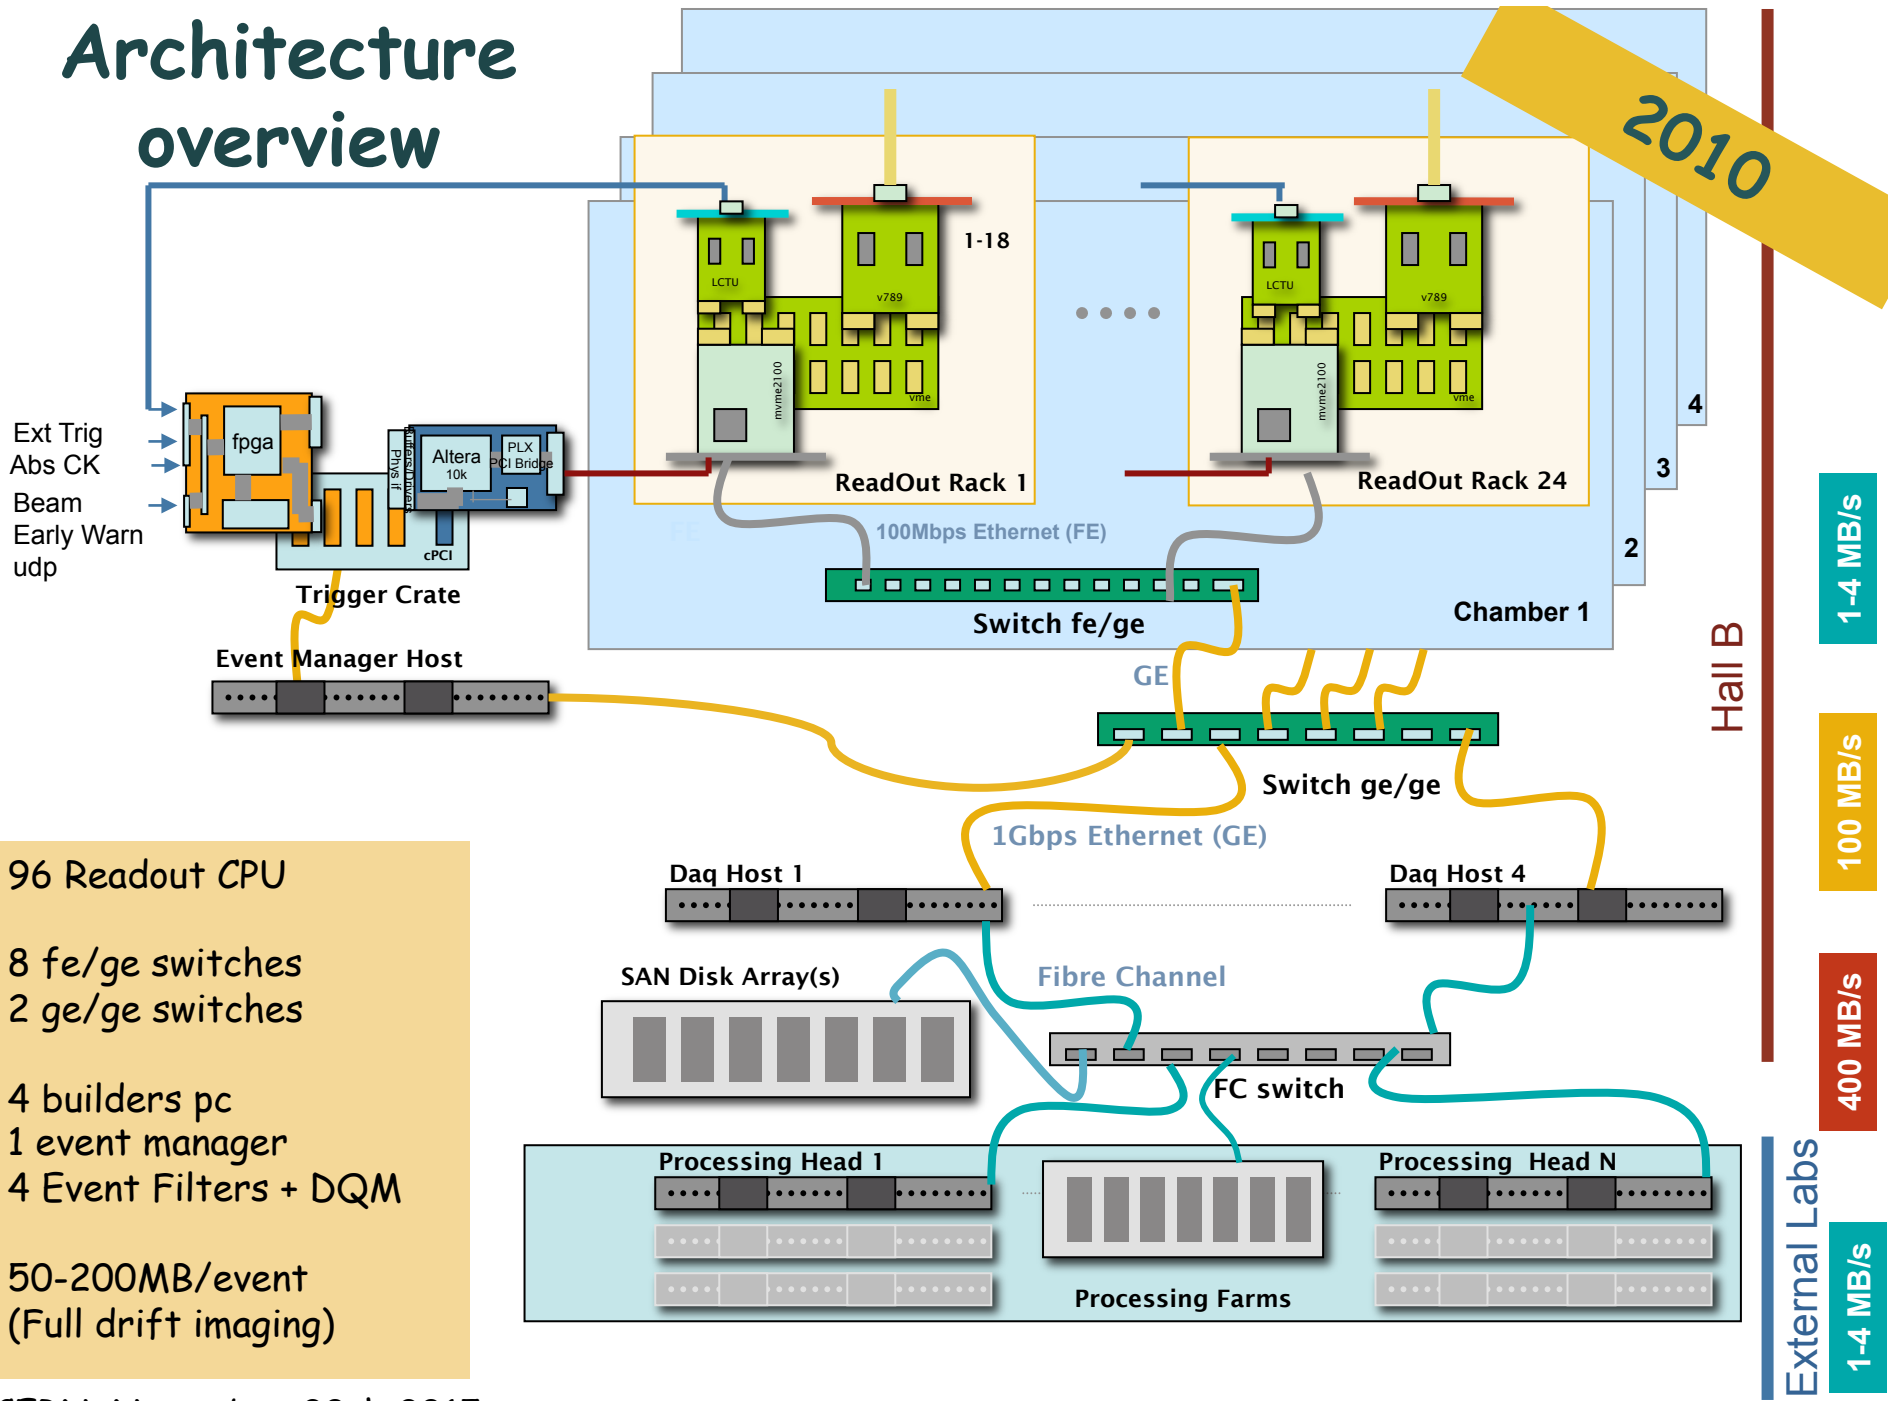 Architecture
overview
2010
1-18
LCTU
v789
mvme2100
vme
ReadOut Rack 1
LCTU
v789
mvme2100
vme
ReadOut Rack 24
4
3
2
Chamber 1
FE
100Mbps Ethernet (FE)
Switch fe/ge
GE
Ext Trig
Abs CK
Beam
Early Warn
udp
fpga
Buffers/Drivers
Phys if
Altera
10k
PLX
PCI Bridge
cPCI
Trigger Crate
Event Manager Host
Switch ge/ge
1Gbps Ethernet (GE)
Daq Host 1
Daq Host 4
SAN Disk Array(s)
Fibre Channel
FC switch
Processing Head 1
Processing Head N
Processing Farms
96 Readout CPU
8 fe/ge switches
2 ge/ge switches
4 builders pc
1 event manager
4 Event Filters + DQM
50-200MB/event
(Full drift imaging)
Hall B
External Labs
1-4 MB/s
100 MB/s
400 MB/s
1-4 MB/s